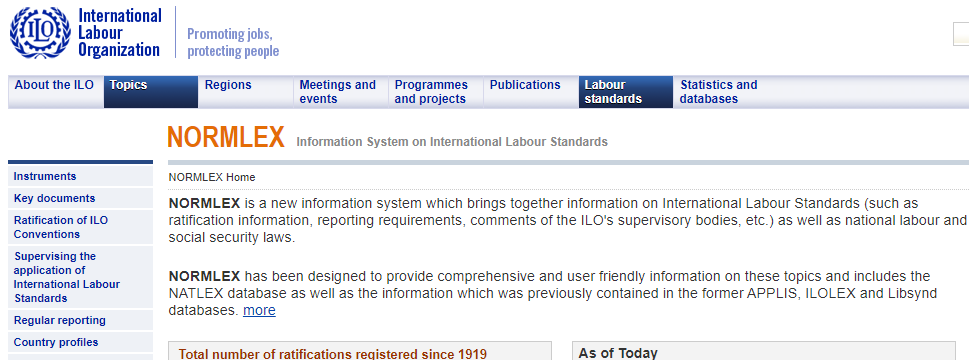 International
Labour
Organization
Promoting jobs,
protecting people
ILO
About the ILO
Topics
Regions
Meetings and
events
Programmes
and projects
Publications
Labour
standards
Statistics and
databases
NORMLEX Information System on International Labour Standards
Instruments
Key documents
Ratification of ILO
Conventions
Supervising the
application of
International Labour
Standards
Regular reporting
Country profiles
NORMLEX Home
NORMLEX is a new information system which brings together information on International Labour Standards (such as
ratification information, reporting requirements, comments of the ILO's supervisory bodies, etc.) as well as national labour and
social security laws.
NORMLEX has been designed to provide comprehensive and user friendly information on these topics and includes the
NATLEX database as well as the information which was previously contained in the former APPLIS, ILOLEX and Libsynd
databases. more
Total number of ratifications registered since 1919
As of Today